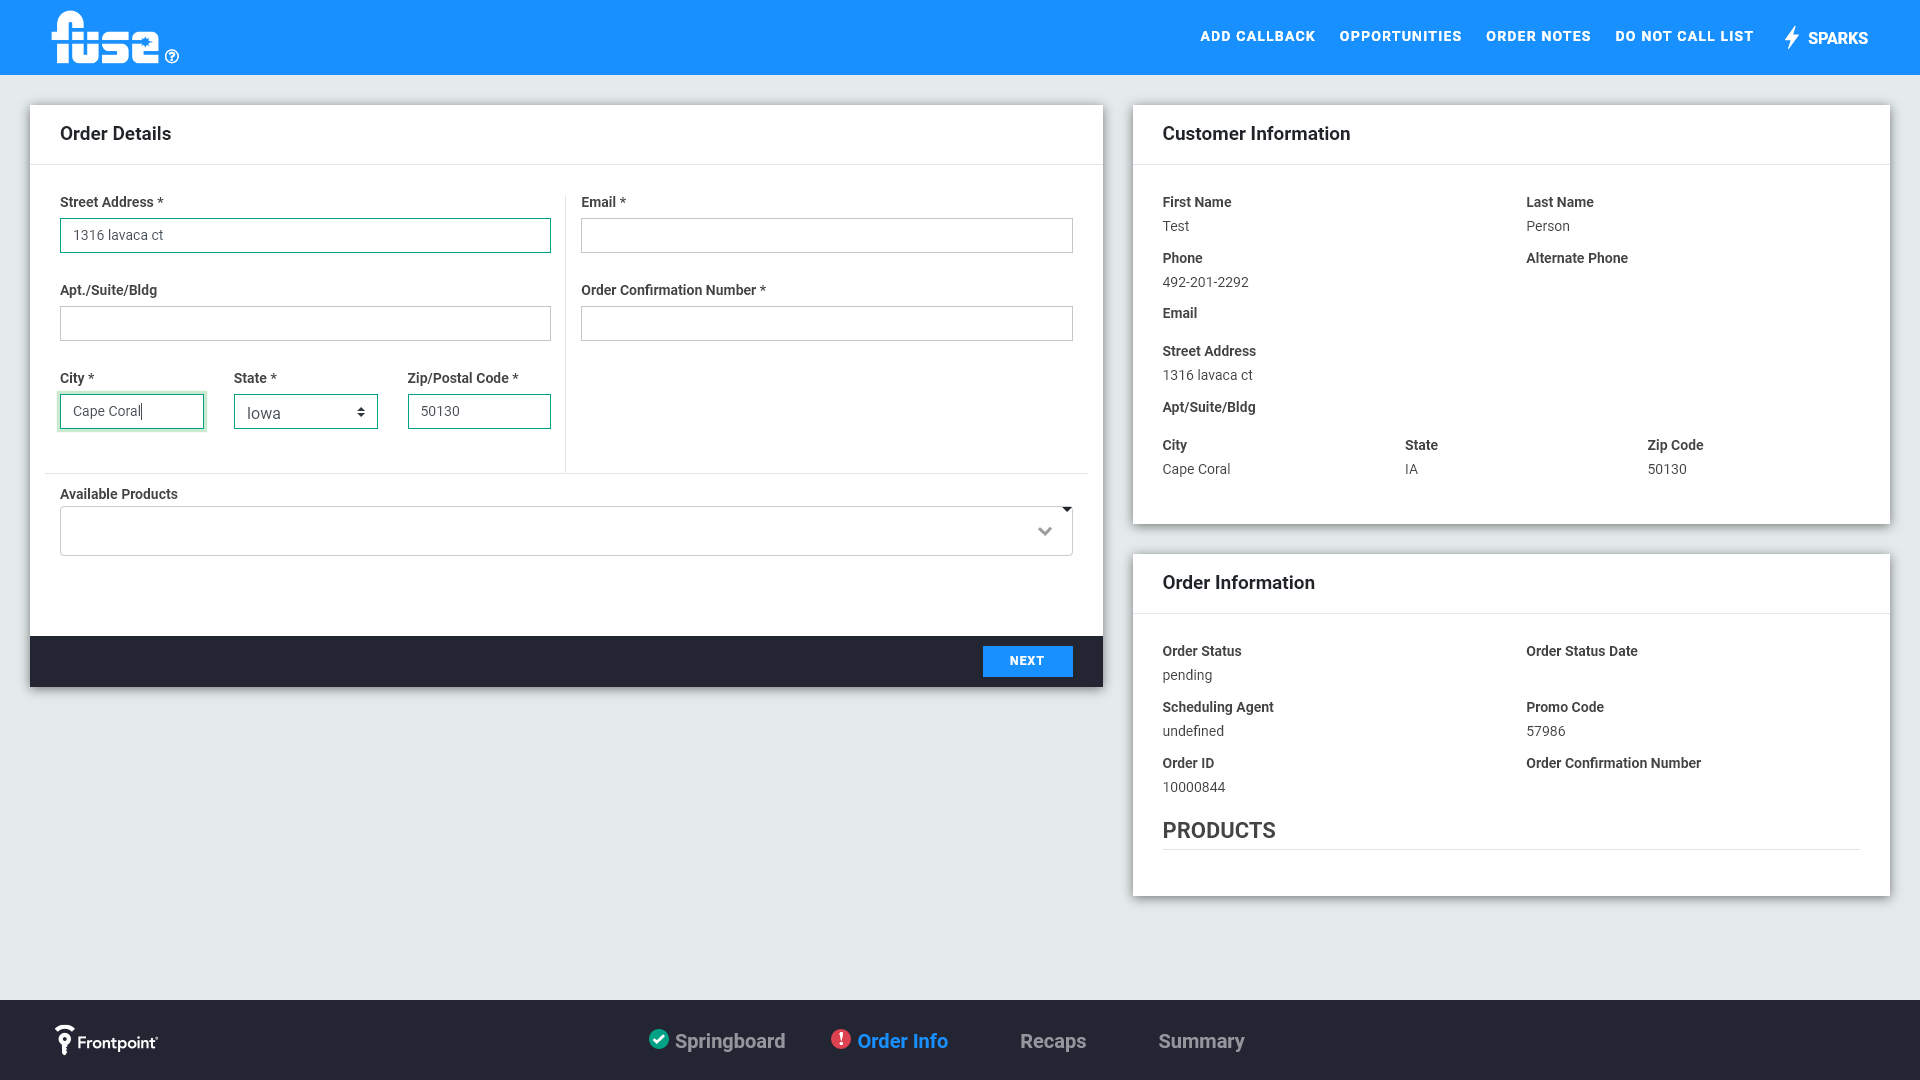 fuse
ADD CALLBACK OPPORTUNITIES ORDER NOTES DO NOT CALL LIST SPARKS
Order Details
Street Address *
1316 lavaca ct
Apt./Suite/Bldg
City * State * Zip/Postal Code *
Cape Coral Iowa 50130
Email *
Order Confirmation Number *
Available Products
NEXT
Customer Information
First Name Last Name
Test Person
Phone Alternate Phone
492-201-2292
Email
Street Address
1316 lavaca ct
Apt/Suite/Bldg
City State Zip Code
Cape Coral IA 50130
Order Information
Order Status Order Status Date
pending
Scheduling Agent Promo Code
undefined 57986
Order ID Order Confirmation Number
10000844
PRODUCTS
Frontpoint
Springboard Order Info Recaps Summary